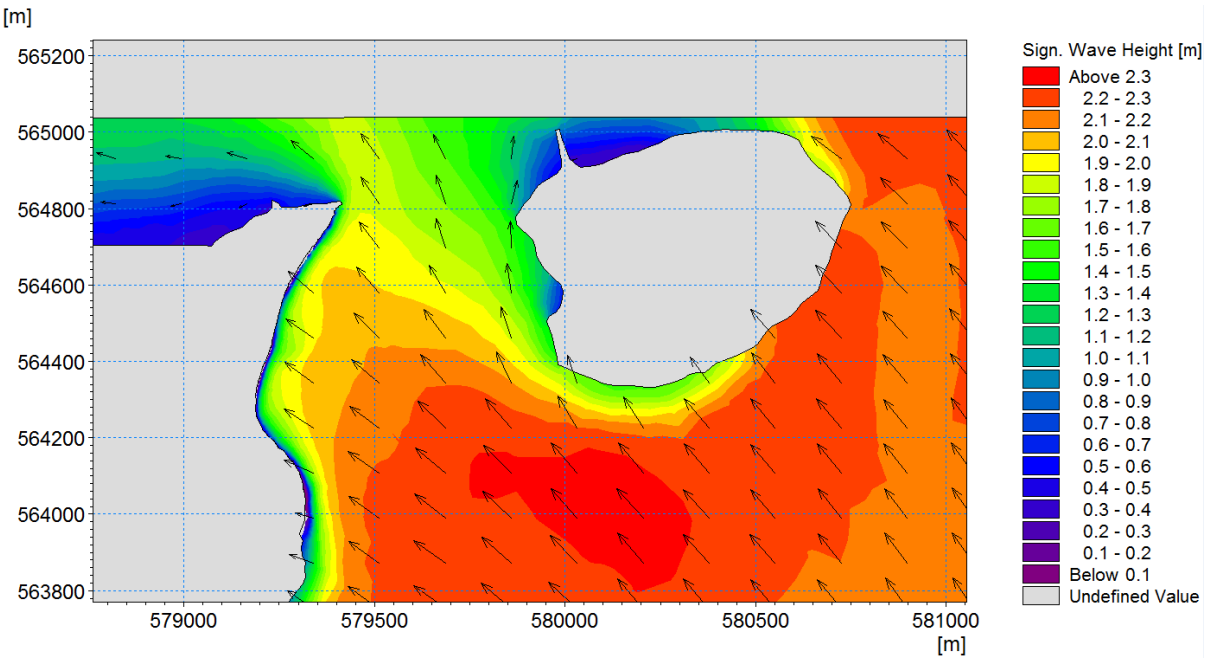 [m]
565200
565000
564800
564600
564400
564200
564000
563800
579000 579500 580000 580500 581000
[m]
Sign. Wave Height [m]
Above 2.3
2.2 - 2.3
2.1 - 2.2
2.0 - 2.1
1.9 - 2.0
1.8 - 1.9
1.7 - 1.8
1.6 - 1.7
1.5 - 1.6
1.4 - 1.5
1.3 - 1.4
1.2 - 1.3
1.1 - 1.2
1.0 - 1.1
0.9 - 1.0
0.8 - 0.9
0.7 - 0.8
0.6 - 0.7
0.5 - 0.6
0.4 - 0.5
0.3 - 0.4
0.2 - 0.3
0.1 - 0.2
Below 0.1
Undefined Value